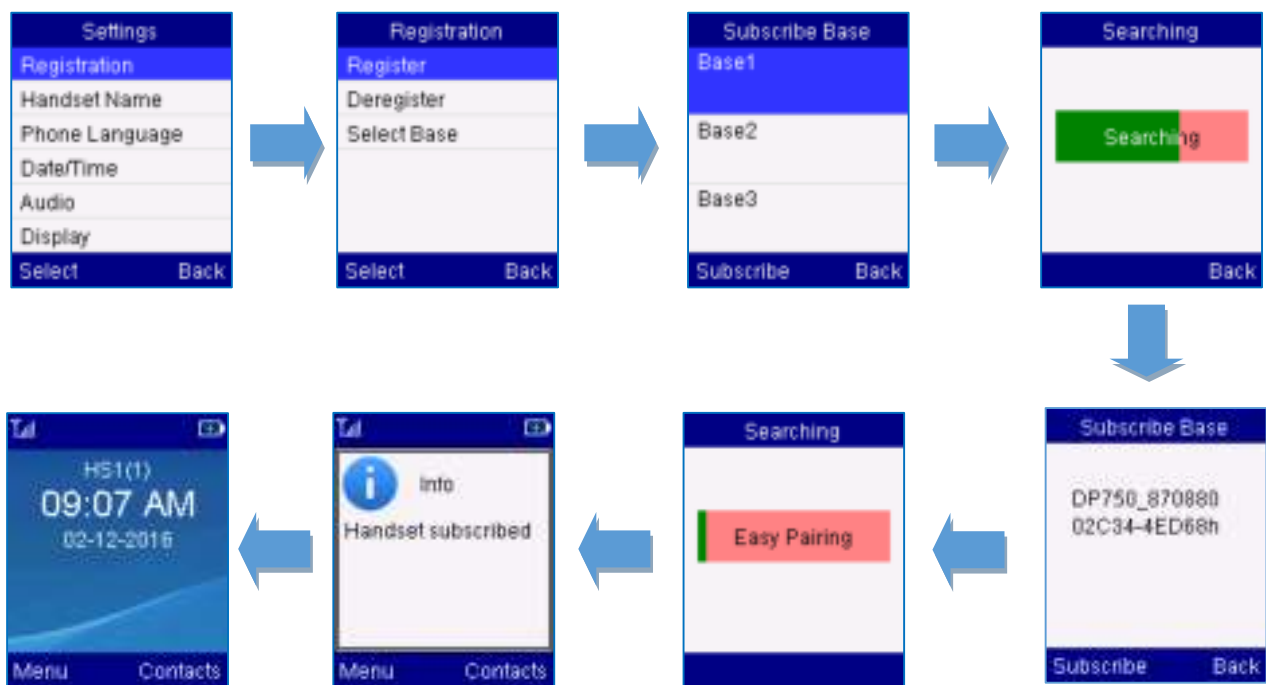 Settings
Registration
Handset Name
Phone Language
Date/Time
Audio
Display
Select Back
Registration
Register
Deregister
Select Base
Select Back
Subscribe Base
Base1
Base2
Base3
Subscribe Back
Searching
Searching
Back
Subscribe Base
DP750_870880
02C34-4ED68h
Subscribe Back
Searching
Easy Pairing
Info
Handset subscribed
Menu Contacts
HS1(1)
09:07 AM
02-12-2016
Menu Contacts